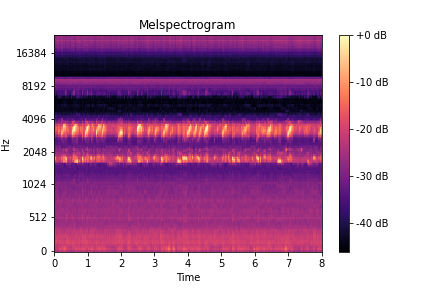 Melspectrogram
Hz
16384
8192
4096
2048
1024
512
0
0 1 2 3 4 5 6 7 8
Time
+0 dB
-10 dB
-20 dB
-30 dB
-40 dB